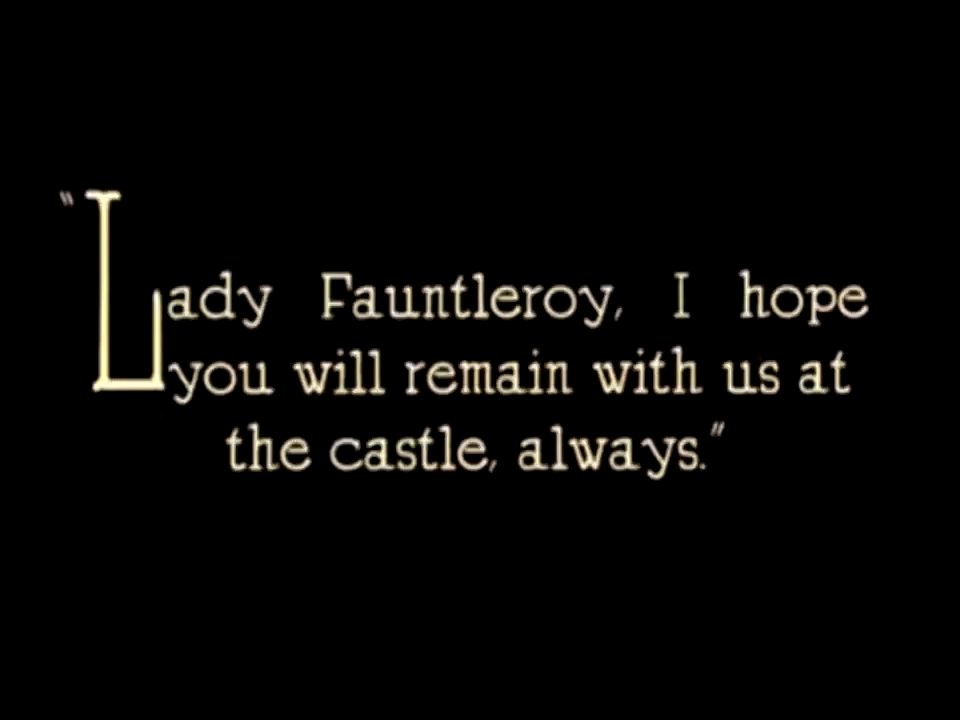 "Lady Fauntleroy, I hope
you will remain with us at
the castle, always."